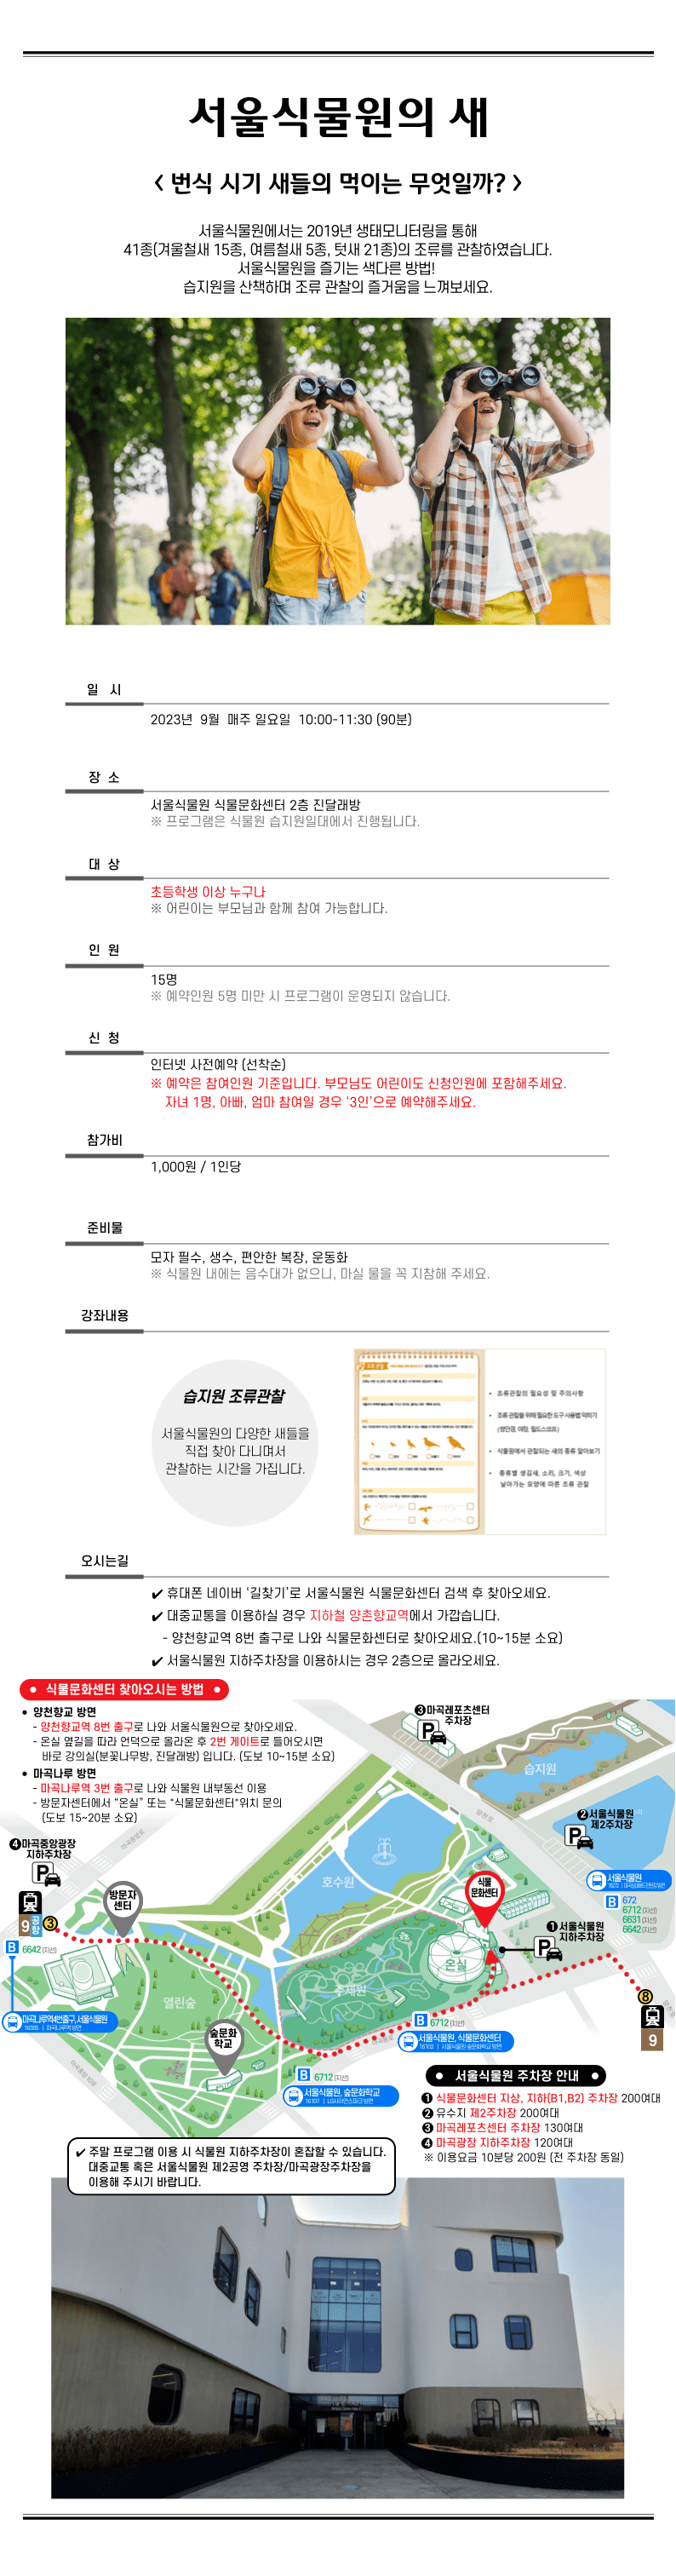 서울식물원의 새
< 번식 시기 새들의 먹이는 무엇일까? >
서울식물원에서는 2019년 생태모니터링을 통해
41종(겨울철새 15종, 여름철새 5종, 텃새 21종)의 조류를 관찰하였습니다.
서울식물원을 즐기는 색다른 방법!
습지원을 산책하며 조류 관찰의 즐거움을 느껴보세요.
일 시
2023년 9월 매주 일요일 10:00-11:30 (90분)
장 소
서울식물원 식물문화센터 2층 진달래방
※ 프로그램은 식물원 습지원일대에서 진행됩니다.
대 상
초등학생 이상 누구나
※ 어린이는 부모님과 함께 참여 가능합니다.
인 원
15명
※ 예약인원 5명 미만 시 프로그램이 운영되지 않습니다.
신 청
인터넷 사전예약 (선착순)
※ 예약은 참여인원 기준입니다. 부모님도 어린이도 신청인원에 포함해주세요.
자녀 1명, 아빠, 엄마 참여일 경우 ‘3인’으로 예약해주세요.
참가비
1,000원 / 1인당
준비물
모자 필수, 생수, 편안한 복장, 운동화
※ 식물원 내에는 음수대가 없으니, 마실 물을 꼭 지참해 주세요.
강좌내용
습지원 조류관찰
서울식물원의 다양한 새들을
직접 찾아 다니며서
관찰하는 시간을 가집니다.
조류 관찰
• 조류관찰의 필요성 및 주의사항
• 조류 관찰을 위해 필요한 도구 사용법 익히기
(쌍안경, 야장, 필드스코프)
• 식물원에서 관찰되는 새의 종류 알아보기
• 종류별 생김새, 소리, 크기, 색상
날아가는 모양에 따른 조류 관찰
오시는길
✔ 휴대폰 네이버 ‘길찾기’로 서울식물원 식물문화센터 검색 후 찾아오세요.
✔ 대중교통을 이용하실 경우 지하철 양촌향교역에서 가깝습니다.
- 양천향교역 8번 출구로 나와 식물문화센터로 찾아오세요.(10~15분 소요)
✔ 서울식물원 지하주차장을 이용하시는 경우 2층으로 올라오세요.
• 식물문화센터 찾아오시는 방법 •
• 양천향교 방면
- 양천향교역 8번 출구로 나와 서울식물원으로 찾아오세요.
- 온실 옆길을 따라 언덕으로 올라온 후 2번 게이트로 들어오시면
바로 강의실(분꽃나무방, 진달래방) 입니다. (도보 10~15분 소요)
• 마곡나루 방면
- 마곡나루역 3번 출구로 나와 식물원 내부동선 이용
- 방문자센터에서 “온실” 또는 "식물문화센터"위치 문의
(도보 15~20분 소요)
❸마곡레포츠센터
주차장
P
습지원
❷서울식물원
제2주차장
P
❹마곡중앙광장
지하주차장
P
호수원
식물
문화센터
서울식물원
B 672
6712(지선)
6631(지선)
6642(지선)
방문자
센터
9 공항 3
B 6642(지선)
❶서울식물원
지하주차장
P
온실
열린숲
주제원
8
9
마곡나루역4번출구,서울식물원
B 6712(지선)
서울식물원, 식물문화센터
숲문화
학교
B 6712(지선)
서울식물원, 숲문화학교
• 서울식물원 주차장 안내 •
❶ 식물문화센터 지상, 지하(B1,B2) 주차장 200여대
❷ 유수지 제2주차장 200여대
❸ 마곡레포츠센터 주차장 130여대
❹ 마곡광장 지하주차장 120여대
※ 이용요금 10분당 200원 (전 주차장 동일)
✔ 주말 프로그램 이용 시 식물원 지하주차장이 혼잡할 수 있습니다.
대중교통 혹은 서울식물원 제2공영 주차장/마곡광장주차장을
이용해 주시기 바랍니다.